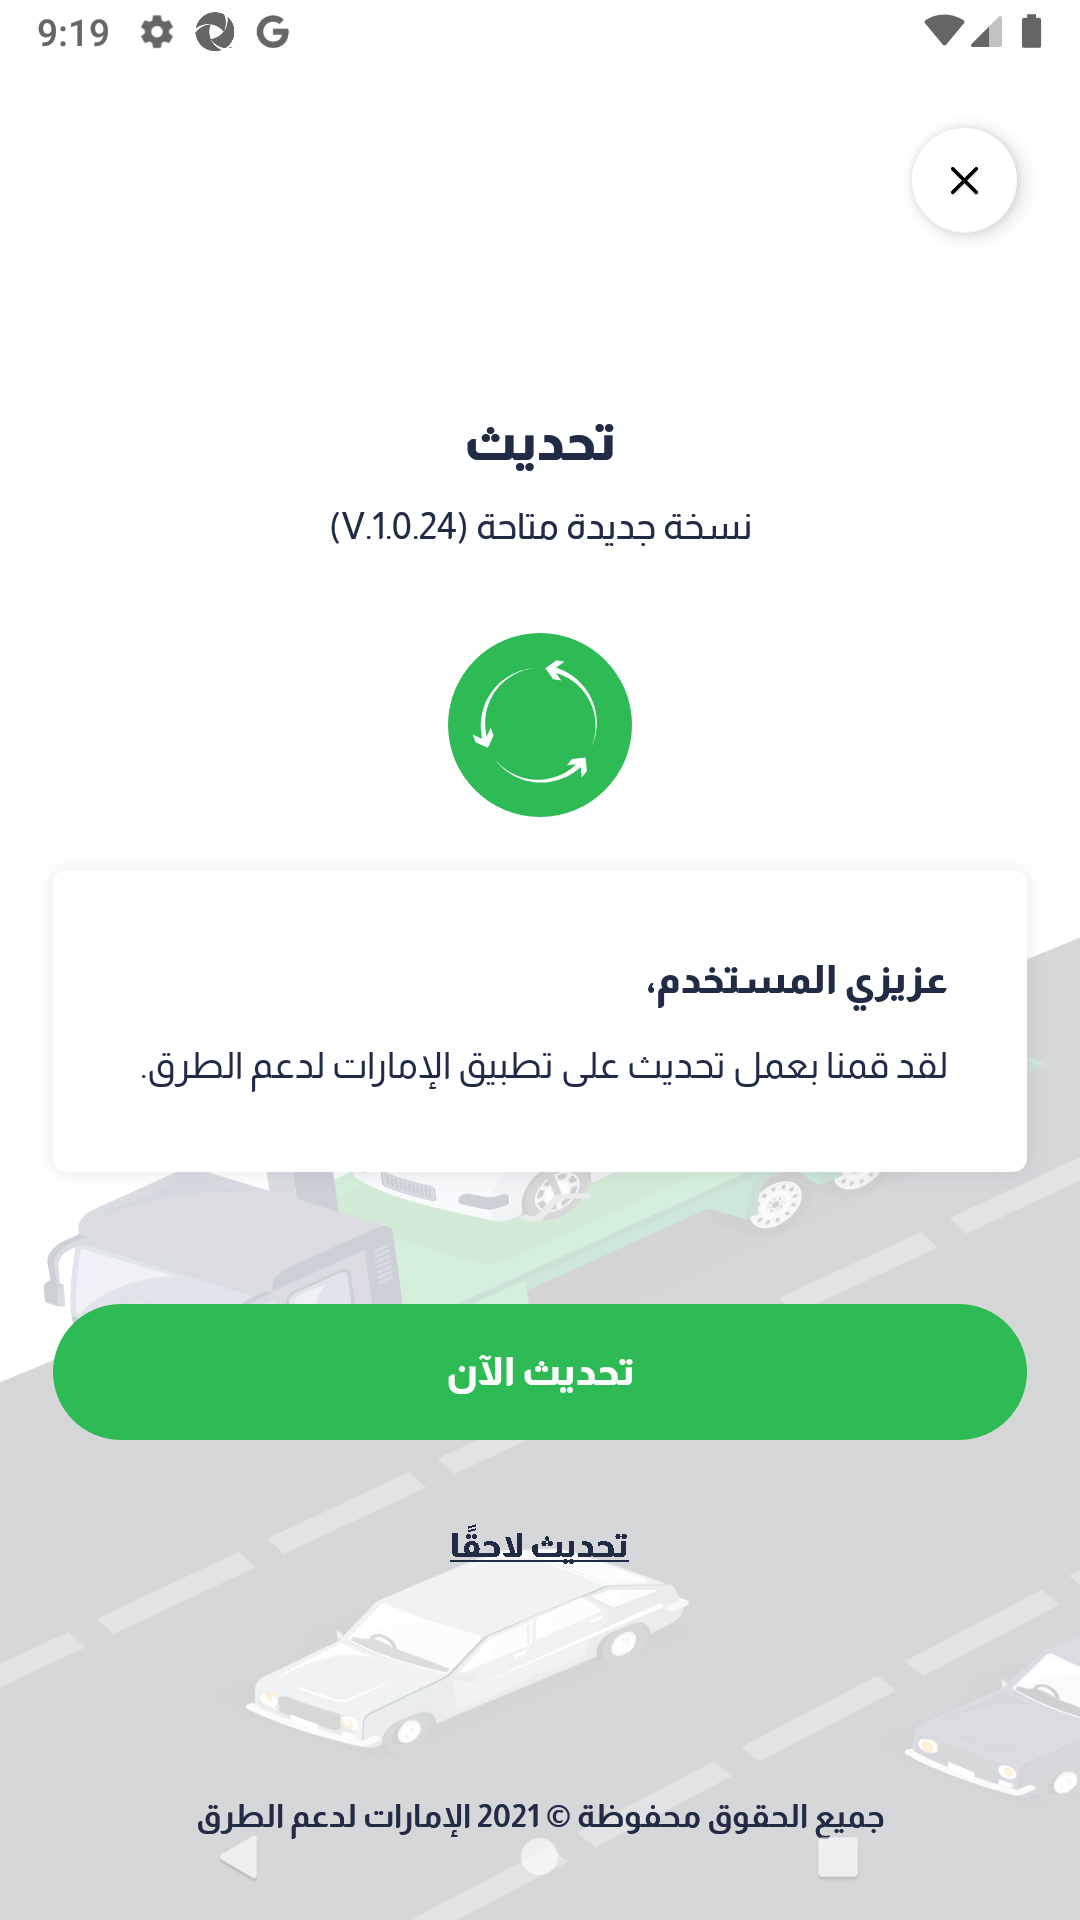 9:19
تحديث
نسخة جديدة متاحة (V.1.0.24)
عزيزي المستخدم،
لقد قمنا بعمل تحديث على تطبيق الإمارات لدعم الطرق.
تحديث الآن
تحديث لاحقًا
جميع الحقوق محفوظة © 2021 الإمارات لدعم الطرق